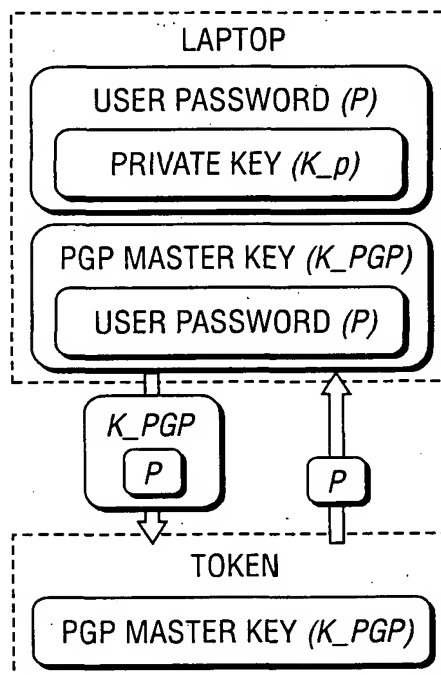 LAPTOP
USER PASSWORD (P)
PRIVATE KEY (K_p)
PGP MASTER KEY (K_PGP)
USER PASSWORD (P)
K_PGP
P
P
TOKEN
PGP MASTER KEY (K_PGP)